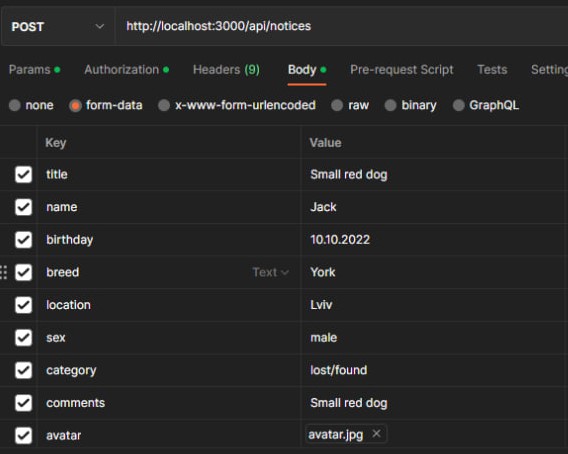 POST http://localhost:3000/api/notices
Params Authorization Headers (9) Body Pre-request Script Tests Setting
none form-data x-www-form-urlencoded raw binary GraphQL
Key Value
title Small red dog
name Jack
birthday 10.10.2022
breed Text York
location Lviv
sex male
category lost/found
comments Small red dog
avatar avatar.jpg